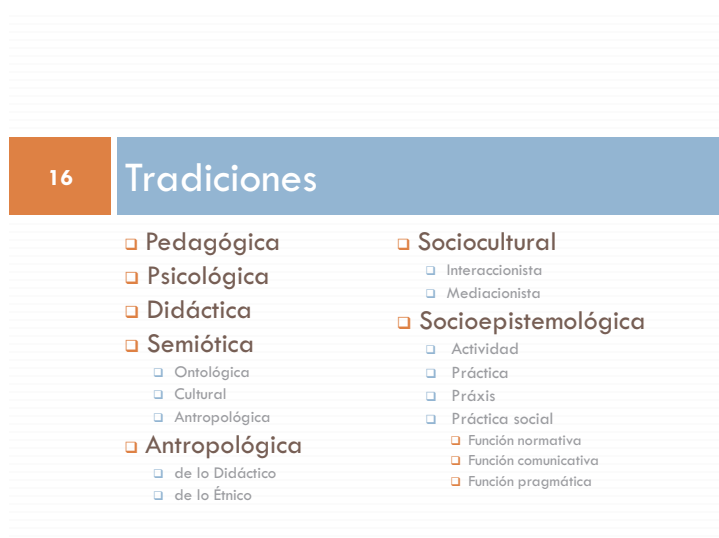 16
Tradiciones
Pedagógica
Psicológica
Didáctica
Semiótica
Ontológica
Cultural
Antropológica
Antropológica
de lo Didáctico
de lo Étnico
Sociocultural
Interaccionista
Mediacionista
Socioepistemológica
Actividad
Práctica
Práxis
Práctica social
Función normativa
Función comunicativa
Función pragmática